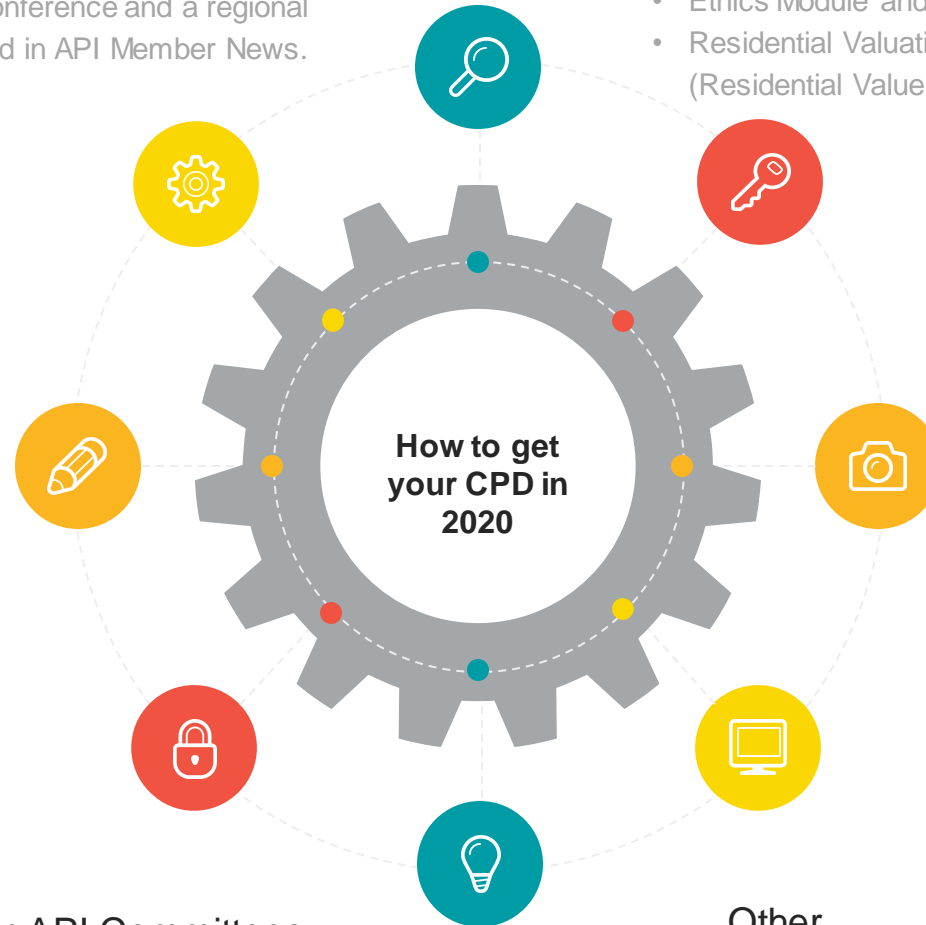 onference and a regional
d in API Member News.
• Ethics Module and
• Residential Valuati
(Residential Value
How to get
your CPD in
2020
API Committees
Other